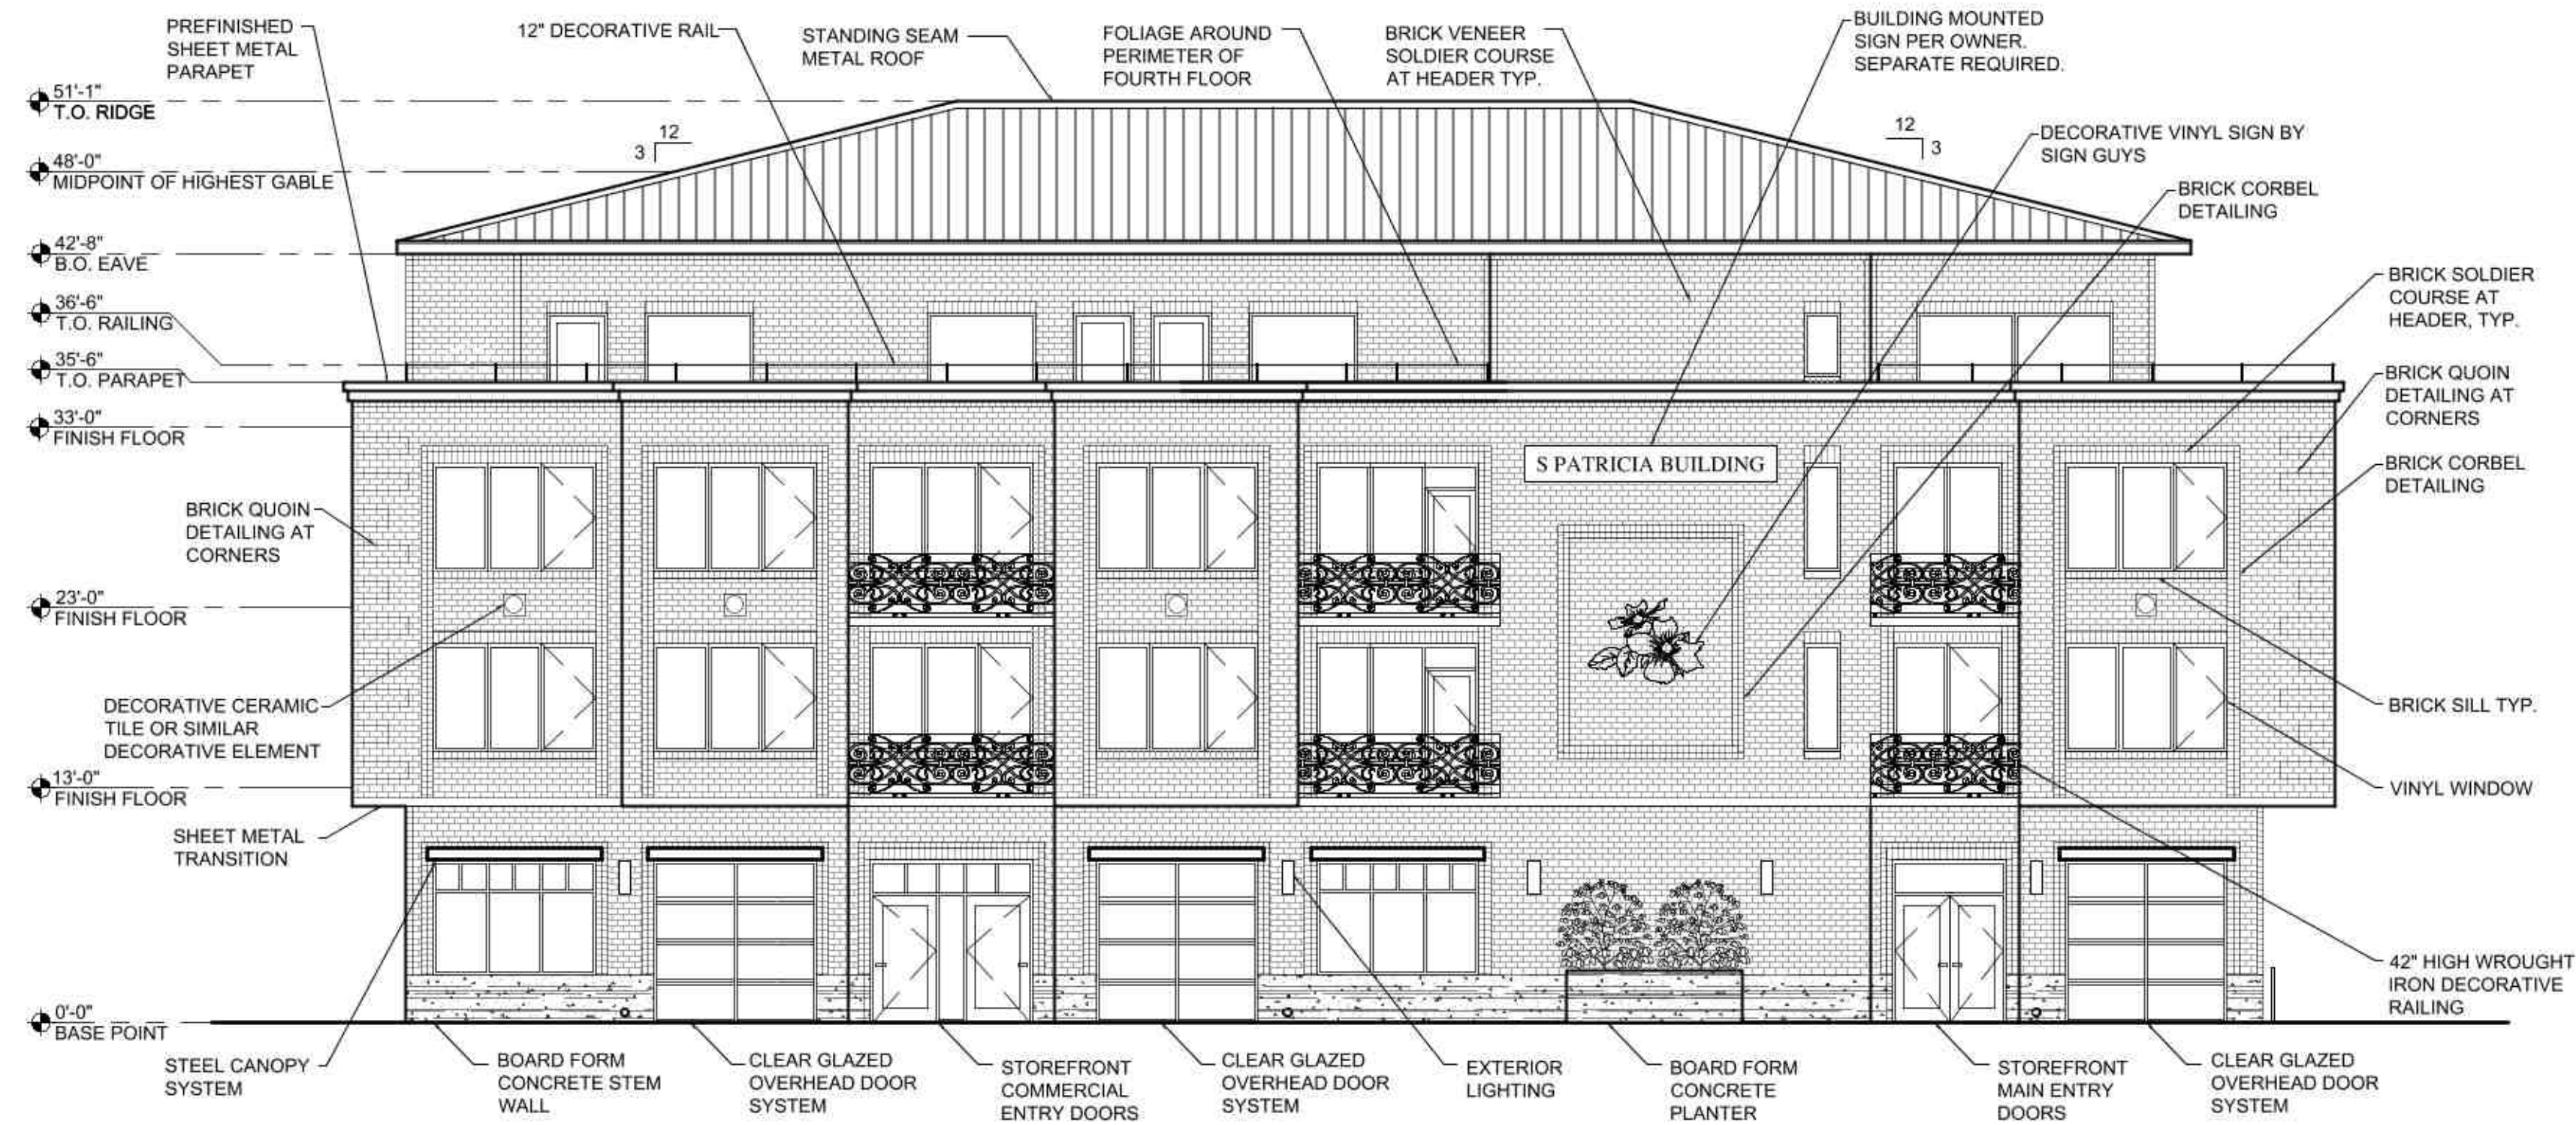 PREFINISHED
SHEET METAL
PARAPET
12" DECORATIVE RAIL
STANDING SEAM
METAL ROOF
FOLIAGE AROUND
PERIMETER OF
FOURTH FLOOR
BRICK VENEER
SOLDIER COURSE
AT HEADER TYP.
BUILDING MOUNTED
SIGN PER OWNER.
SEPARATE REQUIRED.
51'-1"
T.O. RIDGE
12
3
12
3
DECORATIVE VINYL SIGN BY
SIGN GUYS
48'-0"
MIDPOINT OF HIGHEST GABLE
BRICK CORBEL
DETAILING
42'-8"
B.O. EAVE
36'-6"
T.O. RAILING
BRICK SOLDIER
COURSE AT
HEADER, TYP.
35'-6"
T.O. PARAPET
BRICK QUOIN
DETAILING AT
CORNERS
33'-0"
FINISH FLOOR
S PATRICIA BUILDING
BRICK CORBEL
DETAILING
BRICK QUOIN
DETAILING AT
CORNERS
23'-0"
FINISH FLOOR
DECORATIVE CERAMIC
TILE OR SIMILAR
DECORATIVE ELEMENT
BRICK SILL TYP.
13'-0"
FINISH FLOOR
VINYL WINDOW
SHEET METAL
TRANSITION
42" HIGH WROUGHT
IRON DECORATIVE
RAILING
0'-0"
BASE POINT
STEEL CANOPY
SYSTEM
BOARD FORM
CONCRETE STEM
WALL
CLEAR GLAZED
OVERHEAD DOOR
SYSTEM
STOREFRONT
COMMERCIAL
ENTRY DOORS
CLEAR GLAZED
OVERHEAD DOOR
SYSTEM
EXTERIOR
LIGHTING
BOARD FORM
CONCRETE
PLANTER
STOREFRONT
MAIN ENTRY
DOORS
CLEAR GLAZED
OVERHEAD DOOR
SYSTEM